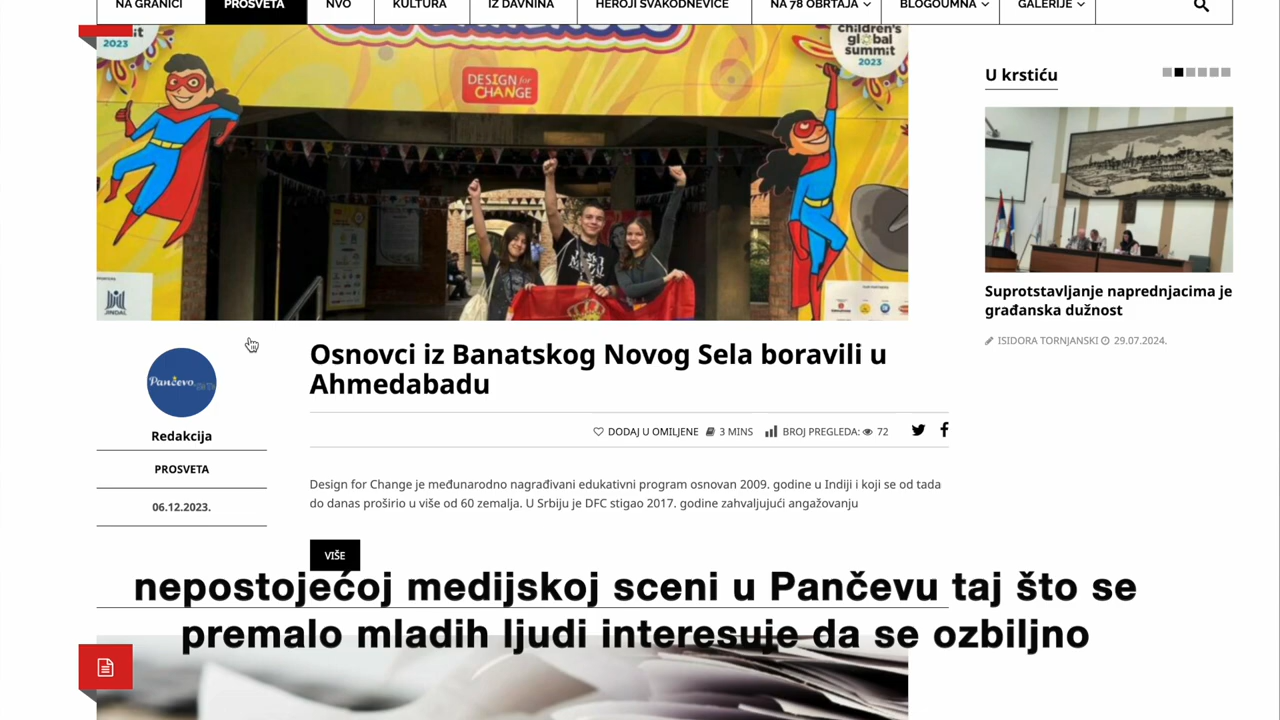 NA GRANICI
PROSVETA
NVO
KULTURA
IZ DAVNINA
HEROJI SVAKODNEVICE
NA 78 OBRTAJA
BLOGOUMNA
GALERIJE
2023
DESIGN for
CHANGE
children's
global
summit
2023
JINDAL
U krstiću
Suprotstavljanje naprednjacima je
građanska dužnost
ISIDORA TORNJANSKI 29.07.2024.
Pančevo
Redakcija
PROSVETA
06.12.2023.
Osnovci iz Banatskog Novog Sela boravili u
Ahmedabadu
DODAJ U OMILJENE 3 MINS BROJ PREGLEDA: 72
Design for Change je međunarodno nagrađivani edukativni program osnovan 2009. godine u Indiji i koji se od tada
do danas proširio u više od 60 zemalja. U Srbiju je DFC stigao 2017. godine zahvaljujući angažovanju
VIŠE
nepostojećoj medijskoj sceni u Pančevu taj što se
premalo mladih ljudi interesuje da se ozbiljno